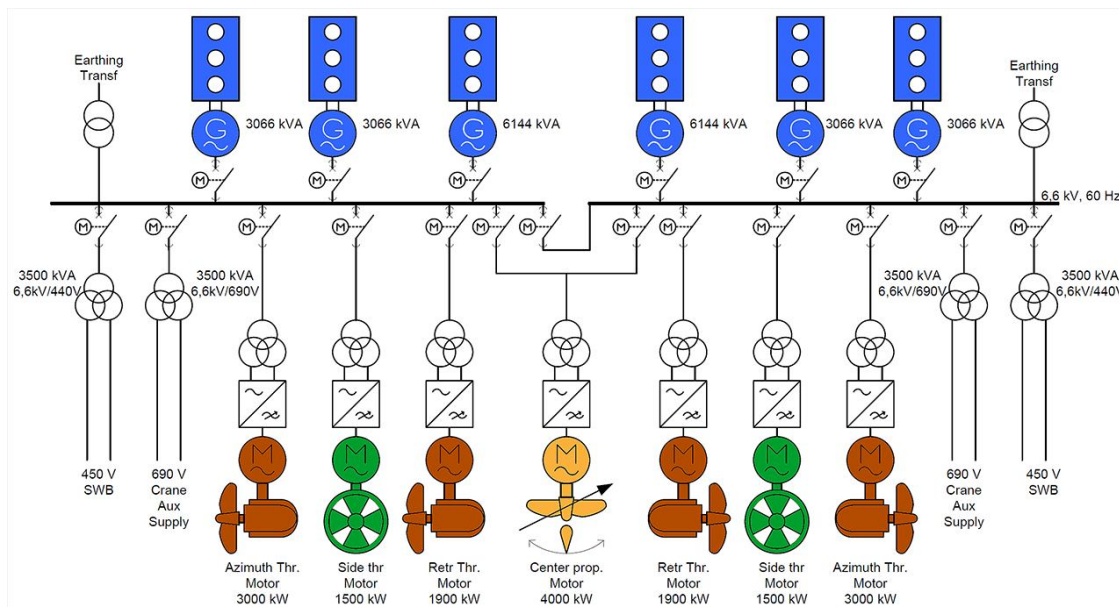 Earthing
Transf
3066 kVA
3066 kVA
6144 kVA
6144 kVA
3066 kVA
3066 kVA
Earthing
Transf
G
G
G
G
G
G
M
M
M
M
M
M
6,6 kV, 60 Hz
M
M
M
M
M
M
M
M
M
M
M
M
3500 kVA
6,6kV/440V
3500 kVA
6,6kV/690V
3500 kVA
6,6kV/690V
3500 kVA
6,6kV/440V
M
M
M
M
M
M
M
450 V
SWB
690 V
Crane
Aux
Supply
690 V
Crane
Aux
Supply
450 V
SWB
Azimuth Thr.
Motor
3000 kW
Side thr
Motor
1500 kW
Retr Thr.
Motor
1900 kW
Center prop.
Motor
4000 kW
Retr Thr.
Motor
1900 kW
Side thr
Motor
1500 kW
Azimuth Thr.
Motor
3000 kW